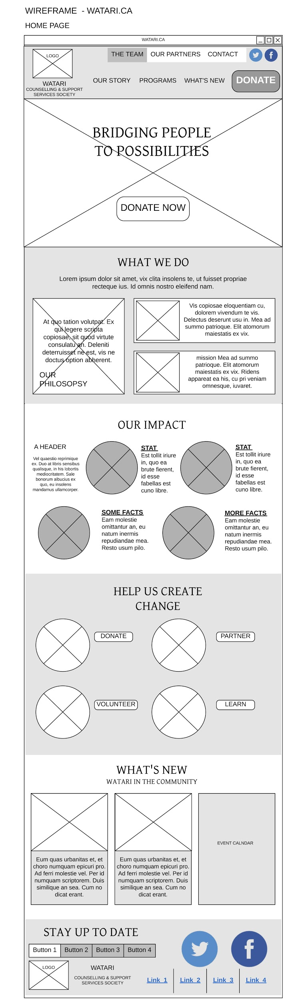 WIREFRAME - WATARI.CA
HOME PAGE
WATARI.CA
LOGO
WATARI
COUNSELLING & SUPPORT
SERVICES SOCIETY
THE TEAM
OUR PARTNERS
CONTACT
OUR STORY
PROGRAMS
WHAT'S NEW
DONATE
BRIDGING PEOPLE
TO POSSIBILITIES
DONATE NOW
WHAT WE DO
Lorem ipsum dolor sit amet, vix clita insolens te, ut fuisset propriae
recteque ius. Id omnis nostro eleifend nam.
At quo tation volutpat. Ex
qui legere scripta
copiosae, sit quod virtute
consulatu an. Deleniti
deterruisset ne est, vis ne
doctus option abherent.
OUR
PHILOSOPSY
Vis copiosae eloquentiam cu,
dolorem vivendum te vis.
Delectus deserunt usu in. Mea ad
summo patrioque. Elit atomorum
maiestatis ex vix.
mission Mea ad summo
patrioque. Elit atomorum
maiestatis ex vix. Ridens
appareat ea his, cu pri veniam
omnesque, iuvaret.
OUR IMPACT
A HEADER
Vel quaestio reprimique
ex. Duo at libris sensibus
qualisque, in his lobortis
mediocritatem. Sale
bonorum albucius ex
quo, eu insolens
mandamus ullamcorper.
STAT
Est tollit iriure
in, quo ea
brute fierent,
id esse
fabellas est
cuno libre.
STAT
Est tollit iriure
in, quo ea
brute fierent,
id esse
fabellas est
cuno libre.
SOME FACTS
Eam molestie
omittantur an, eu
natum inermis
repudiandae mea.
Resto usum pilo.
MORE FACTS
Eam molestie
omittantur an, eu
natum inermis
repudiandae mea.
Resto usum pilo.
HELP US CREATE
CHANGE
DONATE
PARTNER
VOLUNTEER
LEARN
WHAT'S NEW
WATARI IN THE COMMUNITY
Eum quas urbanitas et, et
choro numquam epicuri pro.
Ad ferri molestie vel. Per id
numquam scriptorem. Duis
similique an sea. Cum no
dicat erant.
Eum quas urbanitas et, et
choro numquam epicuri pro.
Ad ferri molestie vel. Per id
numquam scriptorem. Duis
similique an sea. Cum no
dicat erant.
EVENT CALNDAR
STAY UP TO DATE
Button 1
Button 2
Button 3
Button 4
LOGO
WATARI
COUNSELLING & SUPPORT
SERVICES SOCIETY
Link 1
Link 2
Link 3
Link 4